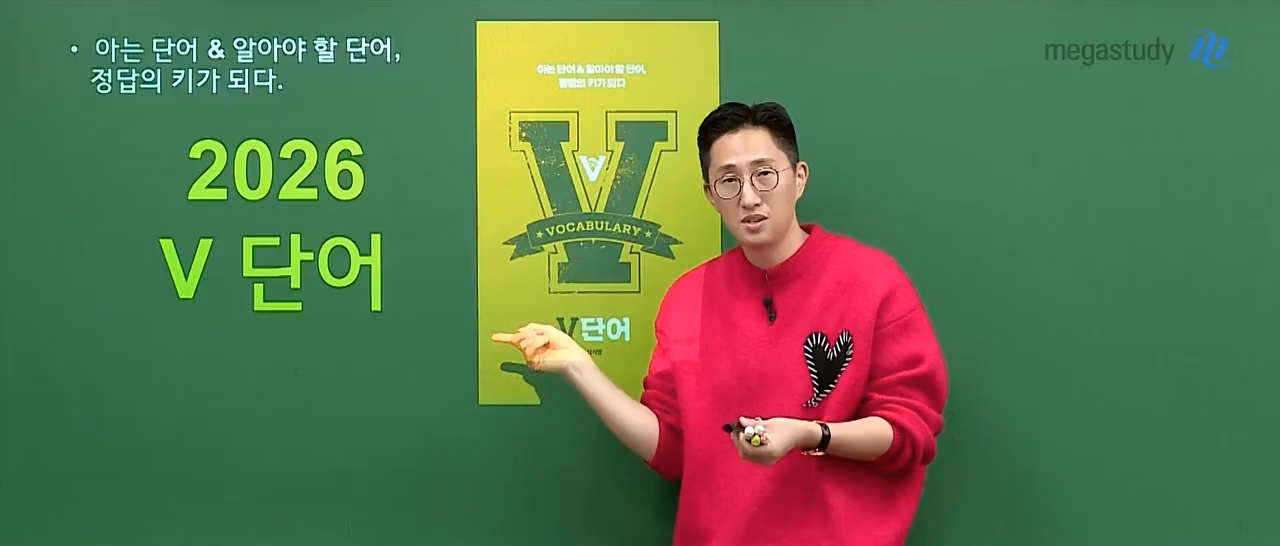 • 아는 단어 & 알아야 할 단어,
정답의 키가 되다.
2026
V 단어
아는 단어 & 알아야 할 단어,
정답의 키가 되다
V
VOCABULARY
V단어
megastudy